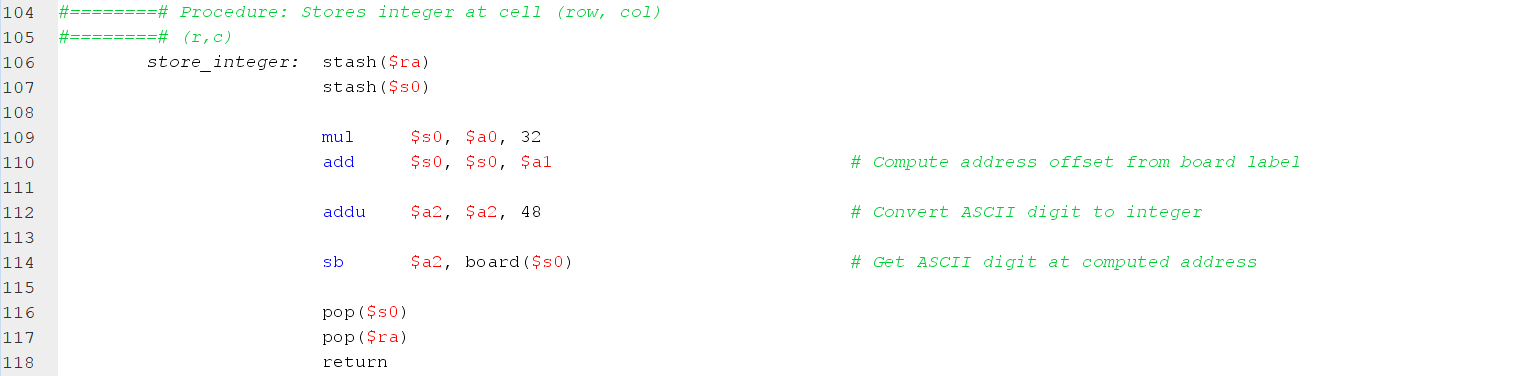 104 #========# Procedure: Stores integer at cell (row, col)
105 #========# (r,c)
106 store_integer: stash($ra)
107 stash($s0)
108
109 mul $s0, $a0, 32
110 add $s0, $s0, $a1 # Compute address offset from board label
111
112 addu $a2, $a2, 48 # Convert ASCII digit to integer
113
114 sb $a2, board($s0) # Get ASCII digit at computed address
115
116 pop($s0)
117 pop($ra)
118 return